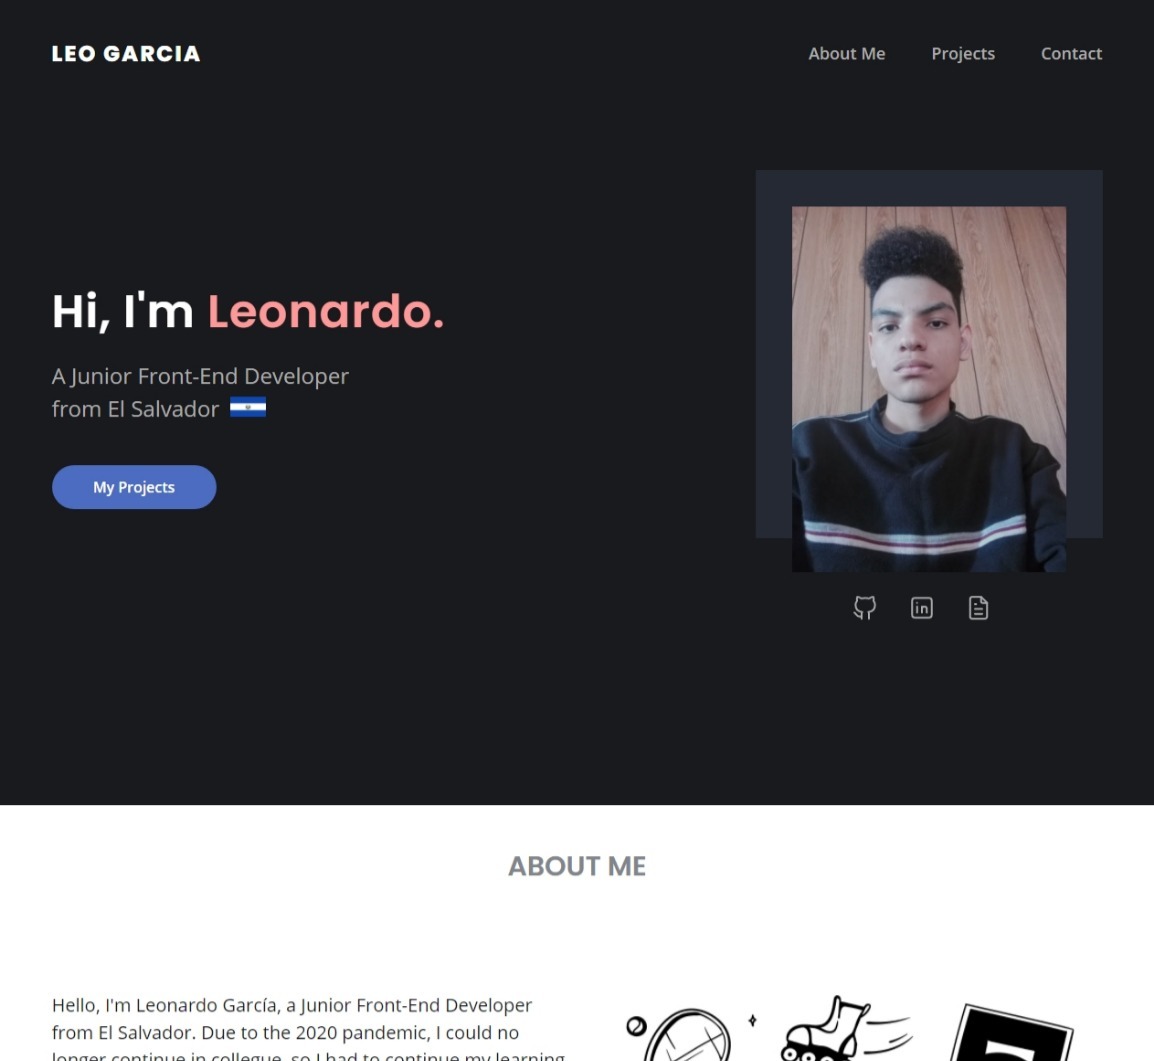 LEO GARCIA
About Me
Projects
Contact
Hi, I'm Leonardo.
A Junior Front-End Developer
from El Salvador
My Projects
in
ABOUT ME
Hello, I'm Leonardo García, a Junior Front-End Developer
from El Salvador. Due to the 2020 pandemic, I could no
longer continue in collegue, so I had to continue my learning